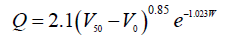 Q = 2.1(V₅₀ − V₀)^0.85 e^−1.023W